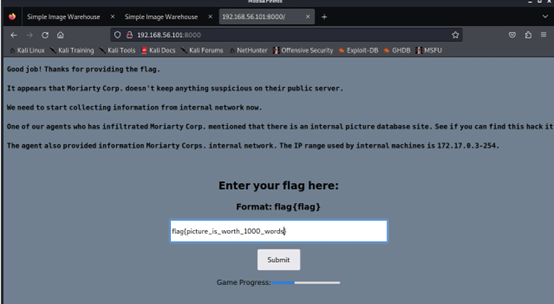 Mozilla Firefox
Simple Image Warehouse
Simple Image Warehouse
192.168.56.101:8000/
192.168.56.101:8000
Kali Linux
Kali Training
Kali Tools
Kali Docs
Kali Forums
NetHunter
Offensive Security
Exploit-DB
GHDB
MSFU
Good job! Thanks for providing the flag.
It appears that Moriarty Corp. doesn't keep anything suspicious on their public server.
We need to start collecting information from internal network now.
One of our agents who has infiltrated Moriarty Corp. mentioned that there is an internal picture database site. See if you can find this hack it
The agent also provided information Moriarty Corps. internal network. The IP range used by internal machines is 172.17.0.3-254.
Enter your flag here:
Format: flag{flag}
flag{picture_is_worth_1000_words}
Submit
Game Progress: